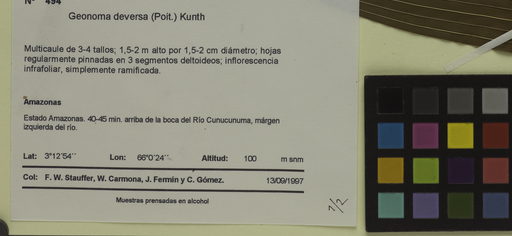 N° 494
Geonoma deversa (Poit.) Kunth
Multicaule de 3-4 tallos; 1,5-2 m alto por 1,5-2 cm diámetro; hojas
regularmente pinnadas en 3 segmentos deltoideos; inflorescencia
infrafoliar, simplemente ramificada.
Amazonas
Estado Amazonas. 40-45 min. arriba de la boca del Río Cunucunuma, márgen
izquierda del río.
Lat: 3°12'54'' Lon: 66°0'24'' Altitud: 100 m snm
Col: F. W. Stauffer, W. Carmona, J. Fermín y C. Gómez. 13/09/1997
Muestras prensadas en alcohol
2/2